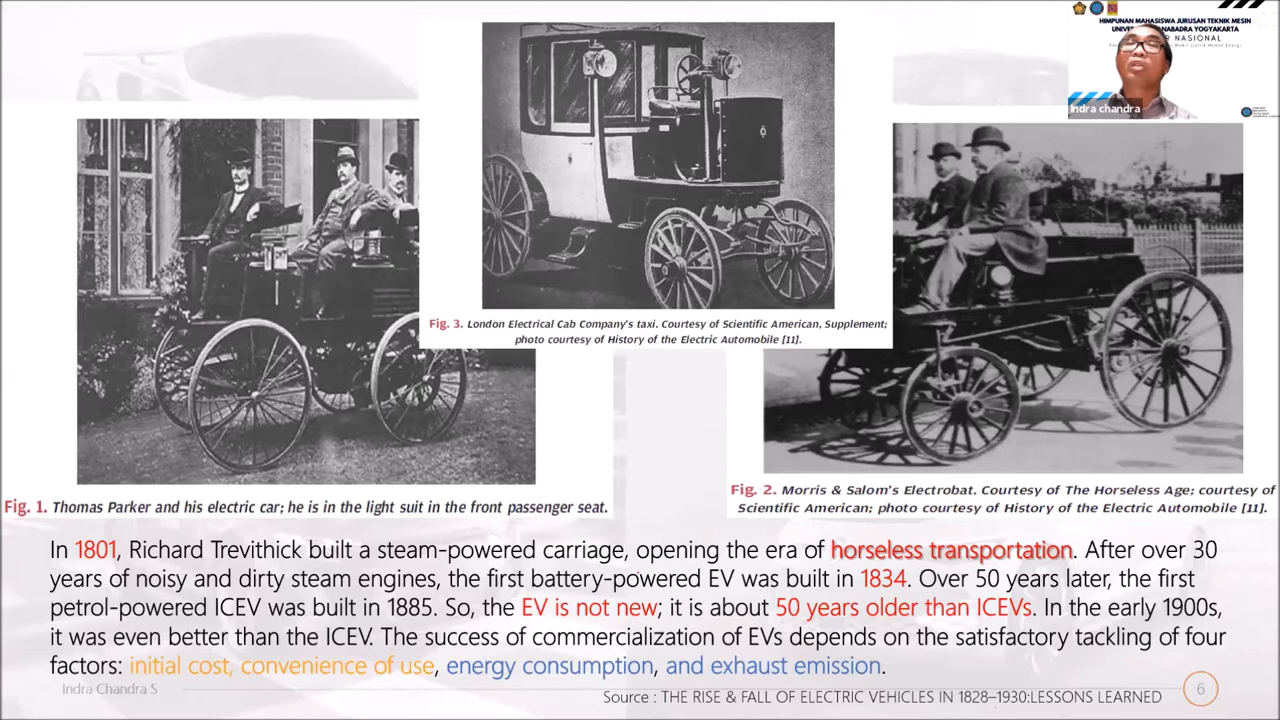 HIMPUNAN MAHASISWA JURUSAN TEKNIK MESIN
NABADRA YOGYAKARTA
NASIONAL
Indra chandra
Fig. 3. London Electrical Cab Company's taxi. Courtesy of Scientific American, Supplement;
photo courtesy of History of the Electric Automobile [11].
Fig. 1. Thomas Parker and his electric car; he is in the light suit in the front passenger seat.
Fig. 2. Morris & Salom's Electrobat. Courtesy of The Horseless Age; courtesy of
Scientific American; photo courtesy of History of the Electric Automobile [11].
In 1801, Richard Trevithick built a steam-powered carriage, opening the era of horseless transportation. After over 30
years of noisy and dirty steam engines, the first battery-powered EV was built in 1834. Over 50 years later, the first
petrol-powered ICEV was built in 1885. So, the EV is not new; it is about 50 years older than ICEVs. In the early 1900s,
it was even better than the ICEV. The success of commercialization of EVs depends on the satisfactory tackling of four
factors: initial cost, convenience of use, energy consumption, and exhaust emission.
Indra Chandra S
Source : THE RISE & FALL OF ELECTRIC VEHICLES IN 1828–1930:LESSONS LEARNED
6